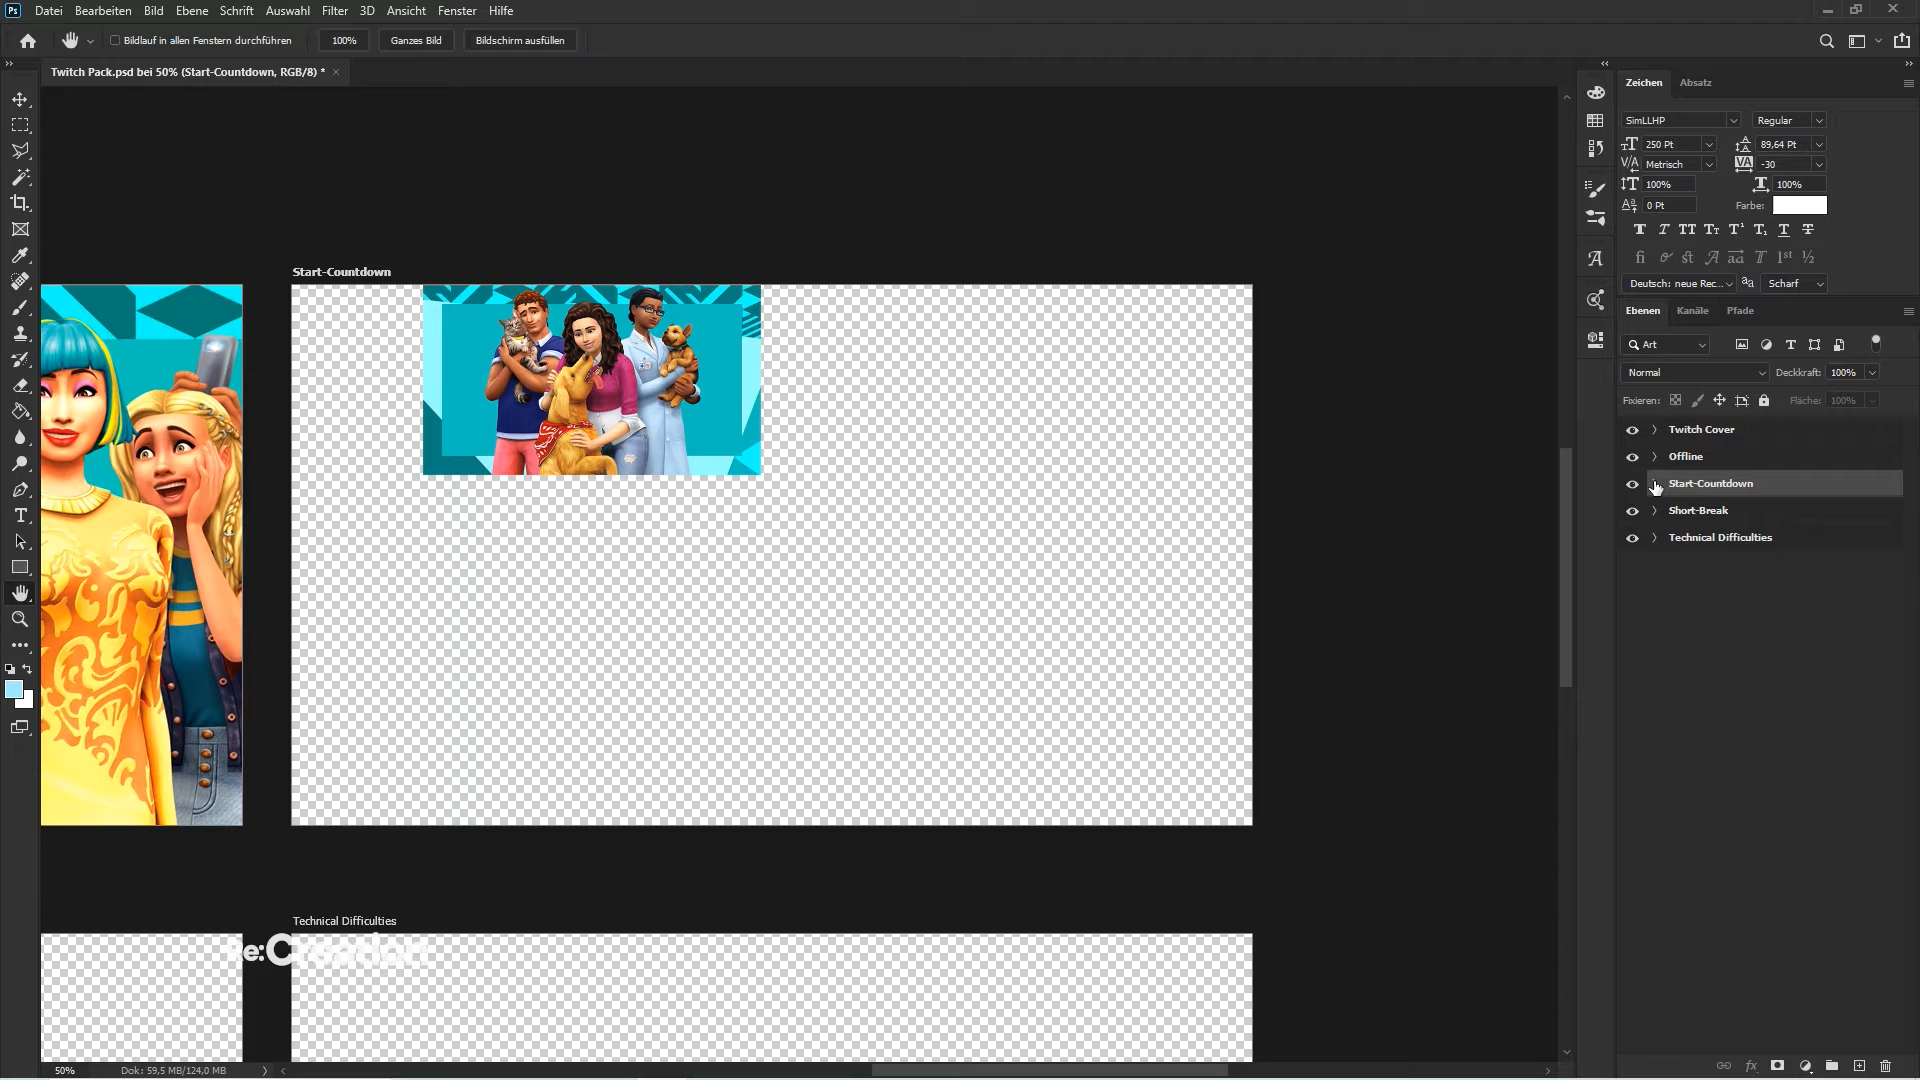 Ps Datei Bearbeiten Bild Ebene Schrift Auswahl Filter 3D Ansicht Fenster Hilfe
Bildlauf in allen Fenstern durchführen 100% Ganzes Bild Bildschirm ausfüllen
Twitch Pack.psd bei 50% (Start-Countdown, RGB/8) * ×
Zeichen Absatz
SimLLHP Regular
250 Pt 89,64 Pt
Metrisch -30
100% 100%
0 Pt Farbe:
Deutsch: neue Rec... Scharf
Ebenen Kanäle Pfade
Art
Normal Deckkraft: 100%
Fixieren: Fläche: 100%
Twitch Cover
Offline
Start-Countdown
Short-Break
Technical Difficulties
Start-Countdown
Technical Difficulties
Re:Creation
50% Dok: 59,5 MB/124,0 MB